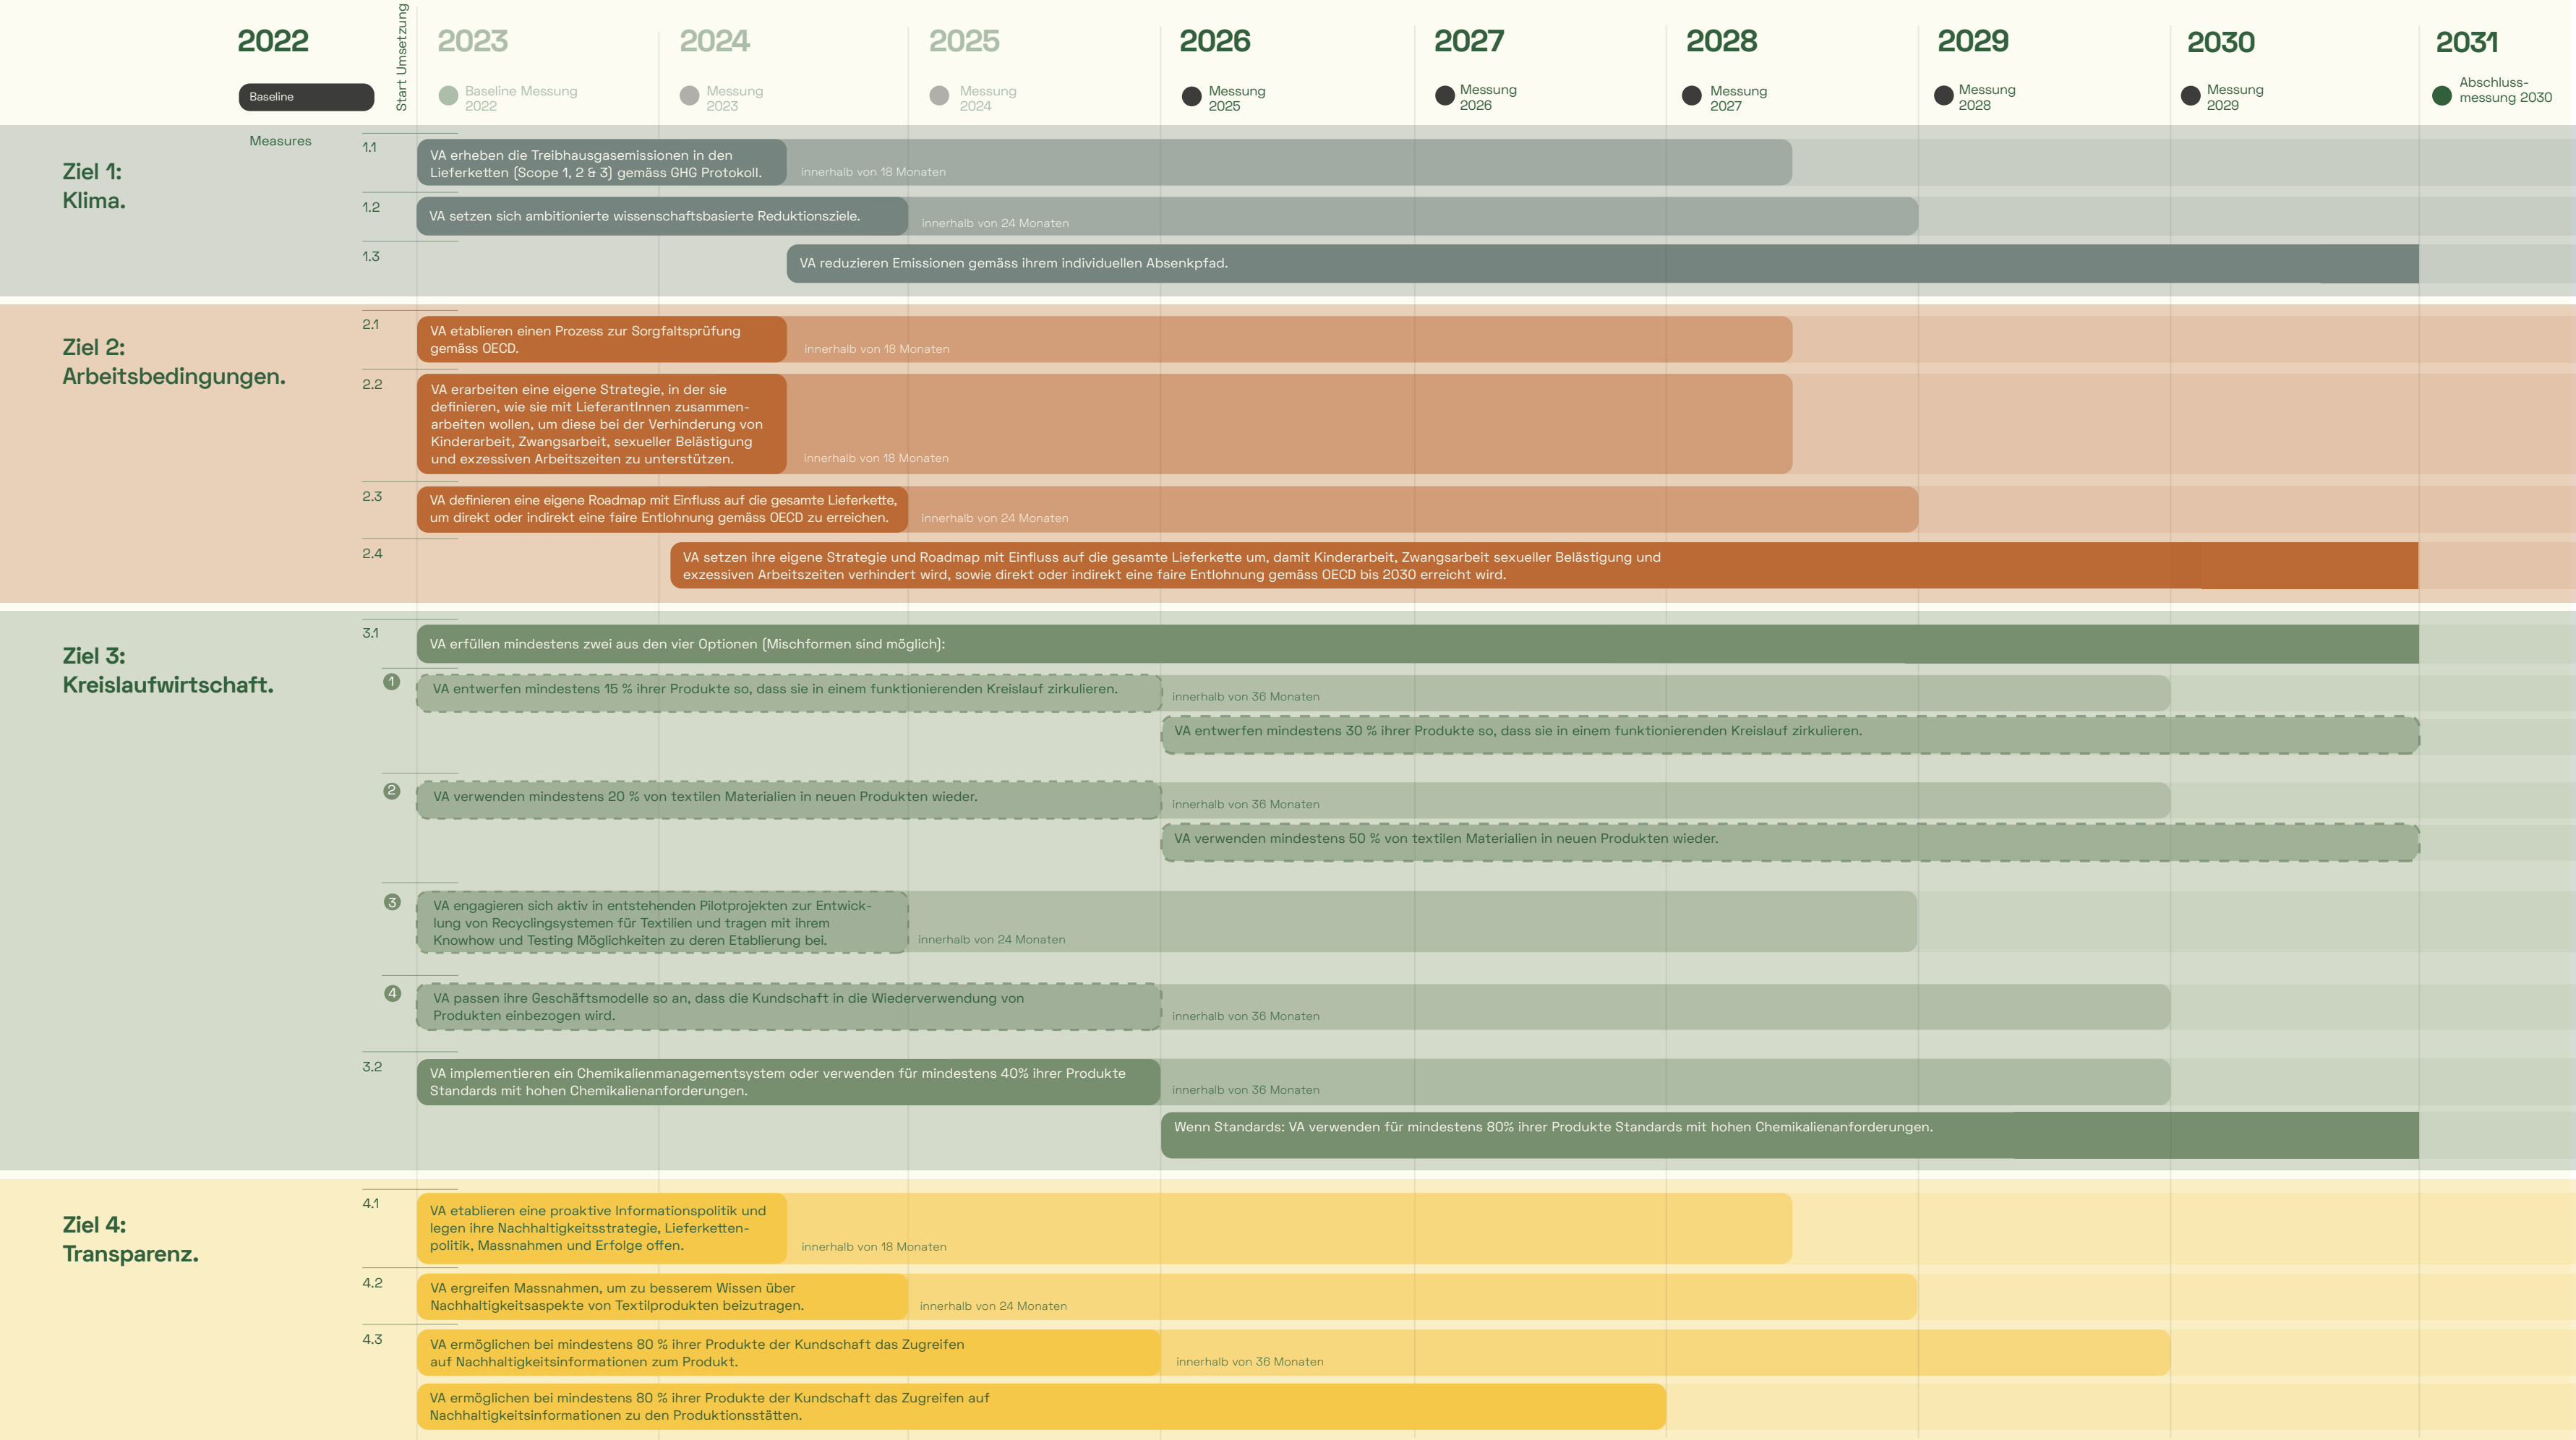 2022
Start Umsetzung
2023
2024
2025
2026
2027
2028
2029
2030
2031
Baseline
Baseline Messung
2022
Messung
2023
Messung
2024
Messung
2025
Messung
2026
Messung
2027
Messung
2028
Messung
2029
Abschluss-
messung 2030
Measures
Ziel 1:
Klima.
1.1
VA erheben die Treibhausgasemissionen in den
Lieferketten (Scope 1, 2 & 3) gemäss GHG Protokoll.
innerhalb von 18 Monaten
1.2
VA setzen sich ambitionierte wissenschaftsbasierte Reduktionsziele.
innerhalb von 24 Monaten
1.3
VA reduzieren Emissionen gemäss ihrem individuellen Absenkpfad.
Ziel 2:
Arbeitsbedingungen.
2.1
VA etablieren einen Prozess zur Sorgfaltsprüfung
gemäss OECD.
innerhalb von 18 Monaten
2.2
VA erarbeiten eine eigene Strategie, in der sie
definieren, wie sie mit LieferantInnen zusammen-
arbeiten wollen, um diese bei der Verhinderung von
Kinderarbeit, Zwangsarbeit, sexueller Belästigung
und exzessiven Arbeitszeiten zu unterstützen.
innerhalb von 18 Monaten
2.3
VA definieren eine eigene Roadmap mit Einfluss auf die gesamte Lieferkette,
um direkt oder indirekt eine faire Entlohnung gemäss OECD zu erreichen.
innerhalb von 24 Monaten
2.4
VA setzen ihre eigene Strategie und Roadmap mit Einfluss auf die gesamte Lieferkette um, damit Kinderarbeit, Zwangsarbeit sexueller Belästigung und
exzessiven Arbeitszeiten verhindert wird, sowie direkt oder indirekt eine faire Entlohnung gemäss OECD bis 2030 erreicht wird.
Ziel 3:
Kreislaufwirtschaft.
3.1
VA erfüllen mindestens zwei aus den vier Optionen (Mischformen sind möglich):
1
VA entwerfen mindestens 15 % ihrer Produkte so, dass sie in einem funktionierenden Kreislauf zirkulieren.
innerhalb von 36 Monaten
VA entwerfen mindestens 30 % ihrer Produkte so, dass sie in einem funktionierenden Kreislauf zirkulieren.
2
VA verwenden mindestens 20 % von textilen Materialien in neuen Produkten wieder.
innerhalb von 36 Monaten
VA verwenden mindestens 50 % von textilen Materialien in neuen Produkten wieder.
3
VA engagieren sich aktiv in entstehenden Pilotprojekten zur Entwick-
lung von Recyclingsystemen für Textilien und tragen mit ihrem
Knowhow und Testing Möglichkeiten zu deren Etablierung bei.
innerhalb von 24 Monaten
4
VA passen ihre Geschäftsmodelle so an, dass die Kundschaft in die Wiederverwendung von
Produkten einbezogen wird.
innerhalb von 36 Monaten
3.2
VA implementieren ein Chemikalienmanagementsystem oder verwenden für mindestens 40% ihrer Produkte
Standards mit hohen Chemikalienanforderungen.
innerhalb von 36 Monaten
Wenn Standards: VA verwenden für mindestens 80% ihrer Produkte Standards mit hohen Chemikalienanforderungen.
Ziel 4:
Transparenz.
4.1
VA etablieren eine proaktive Informationspolitik und
legen ihre Nachhaltigkeitsstrategie, Lieferketten-
politik, Massnahmen und Erfolge offen.
innerhalb von 18 Monaten
4.2
VA ergreifen Massnahmen, um zu besserem Wissen über
Nachhaltigkeitsaspekte von Textilprodukten beizutragen.
innerhalb von 24 Monaten
4.3
VA ermöglichen bei mindestens 80 % ihrer Produkte der Kundschaft das Zugreifen
auf Nachhaltigkeitsinformationen zum Produkt.
innerhalb von 36 Monaten
VA ermöglichen bei mindestens 80 % ihrer Produkte der Kundschaft das Zugreifen auf
Nachhaltigkeitsinformationen zu den Produktionsstätten.